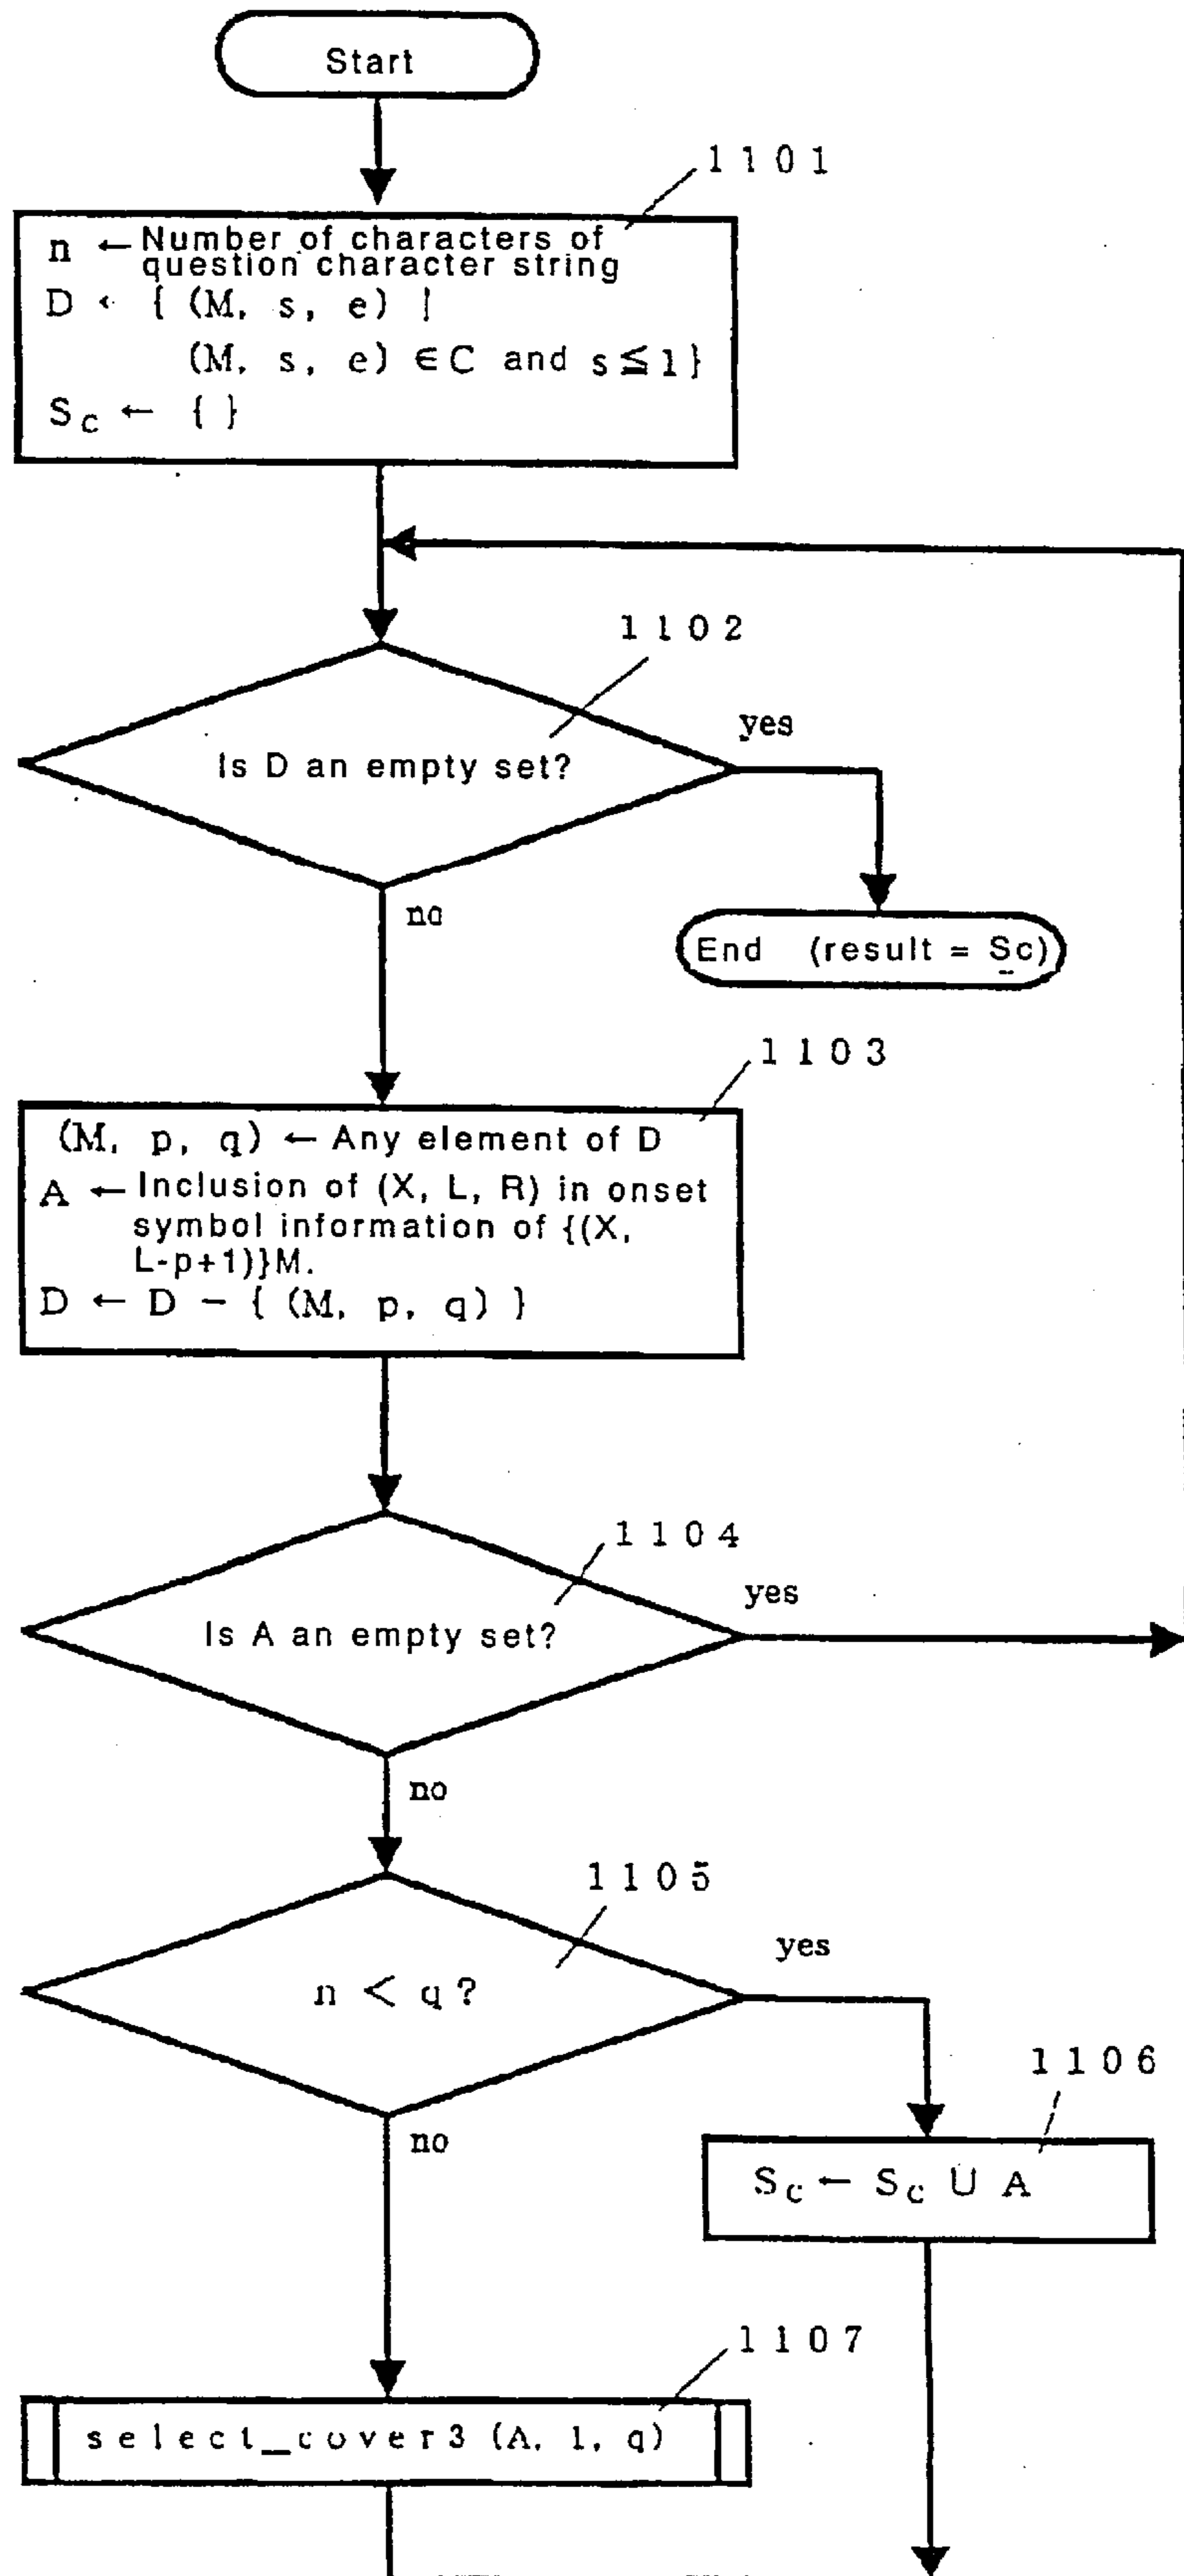 Start
1101
n ← Number of characters of
question character string
D ← { (M, s, e) |
(M, s, e) ∈ C and s ≦ 1}
Sc ← { }
1102
Is D an empty set?
yes
no
End (result = Sc)
1103
(M, p, q) ← Any element of D
A ← Inclusion of (X, L, R) in onset
symbol information of {(X,
L-p+1)}M.
D ← D - { (M, p, q) }
1104
Is A an empty set?
yes
no
1105
n < q ?
yes
no
1106
Sc ← Sc ∪ A
1107
select_cover3 (A, 1, q)